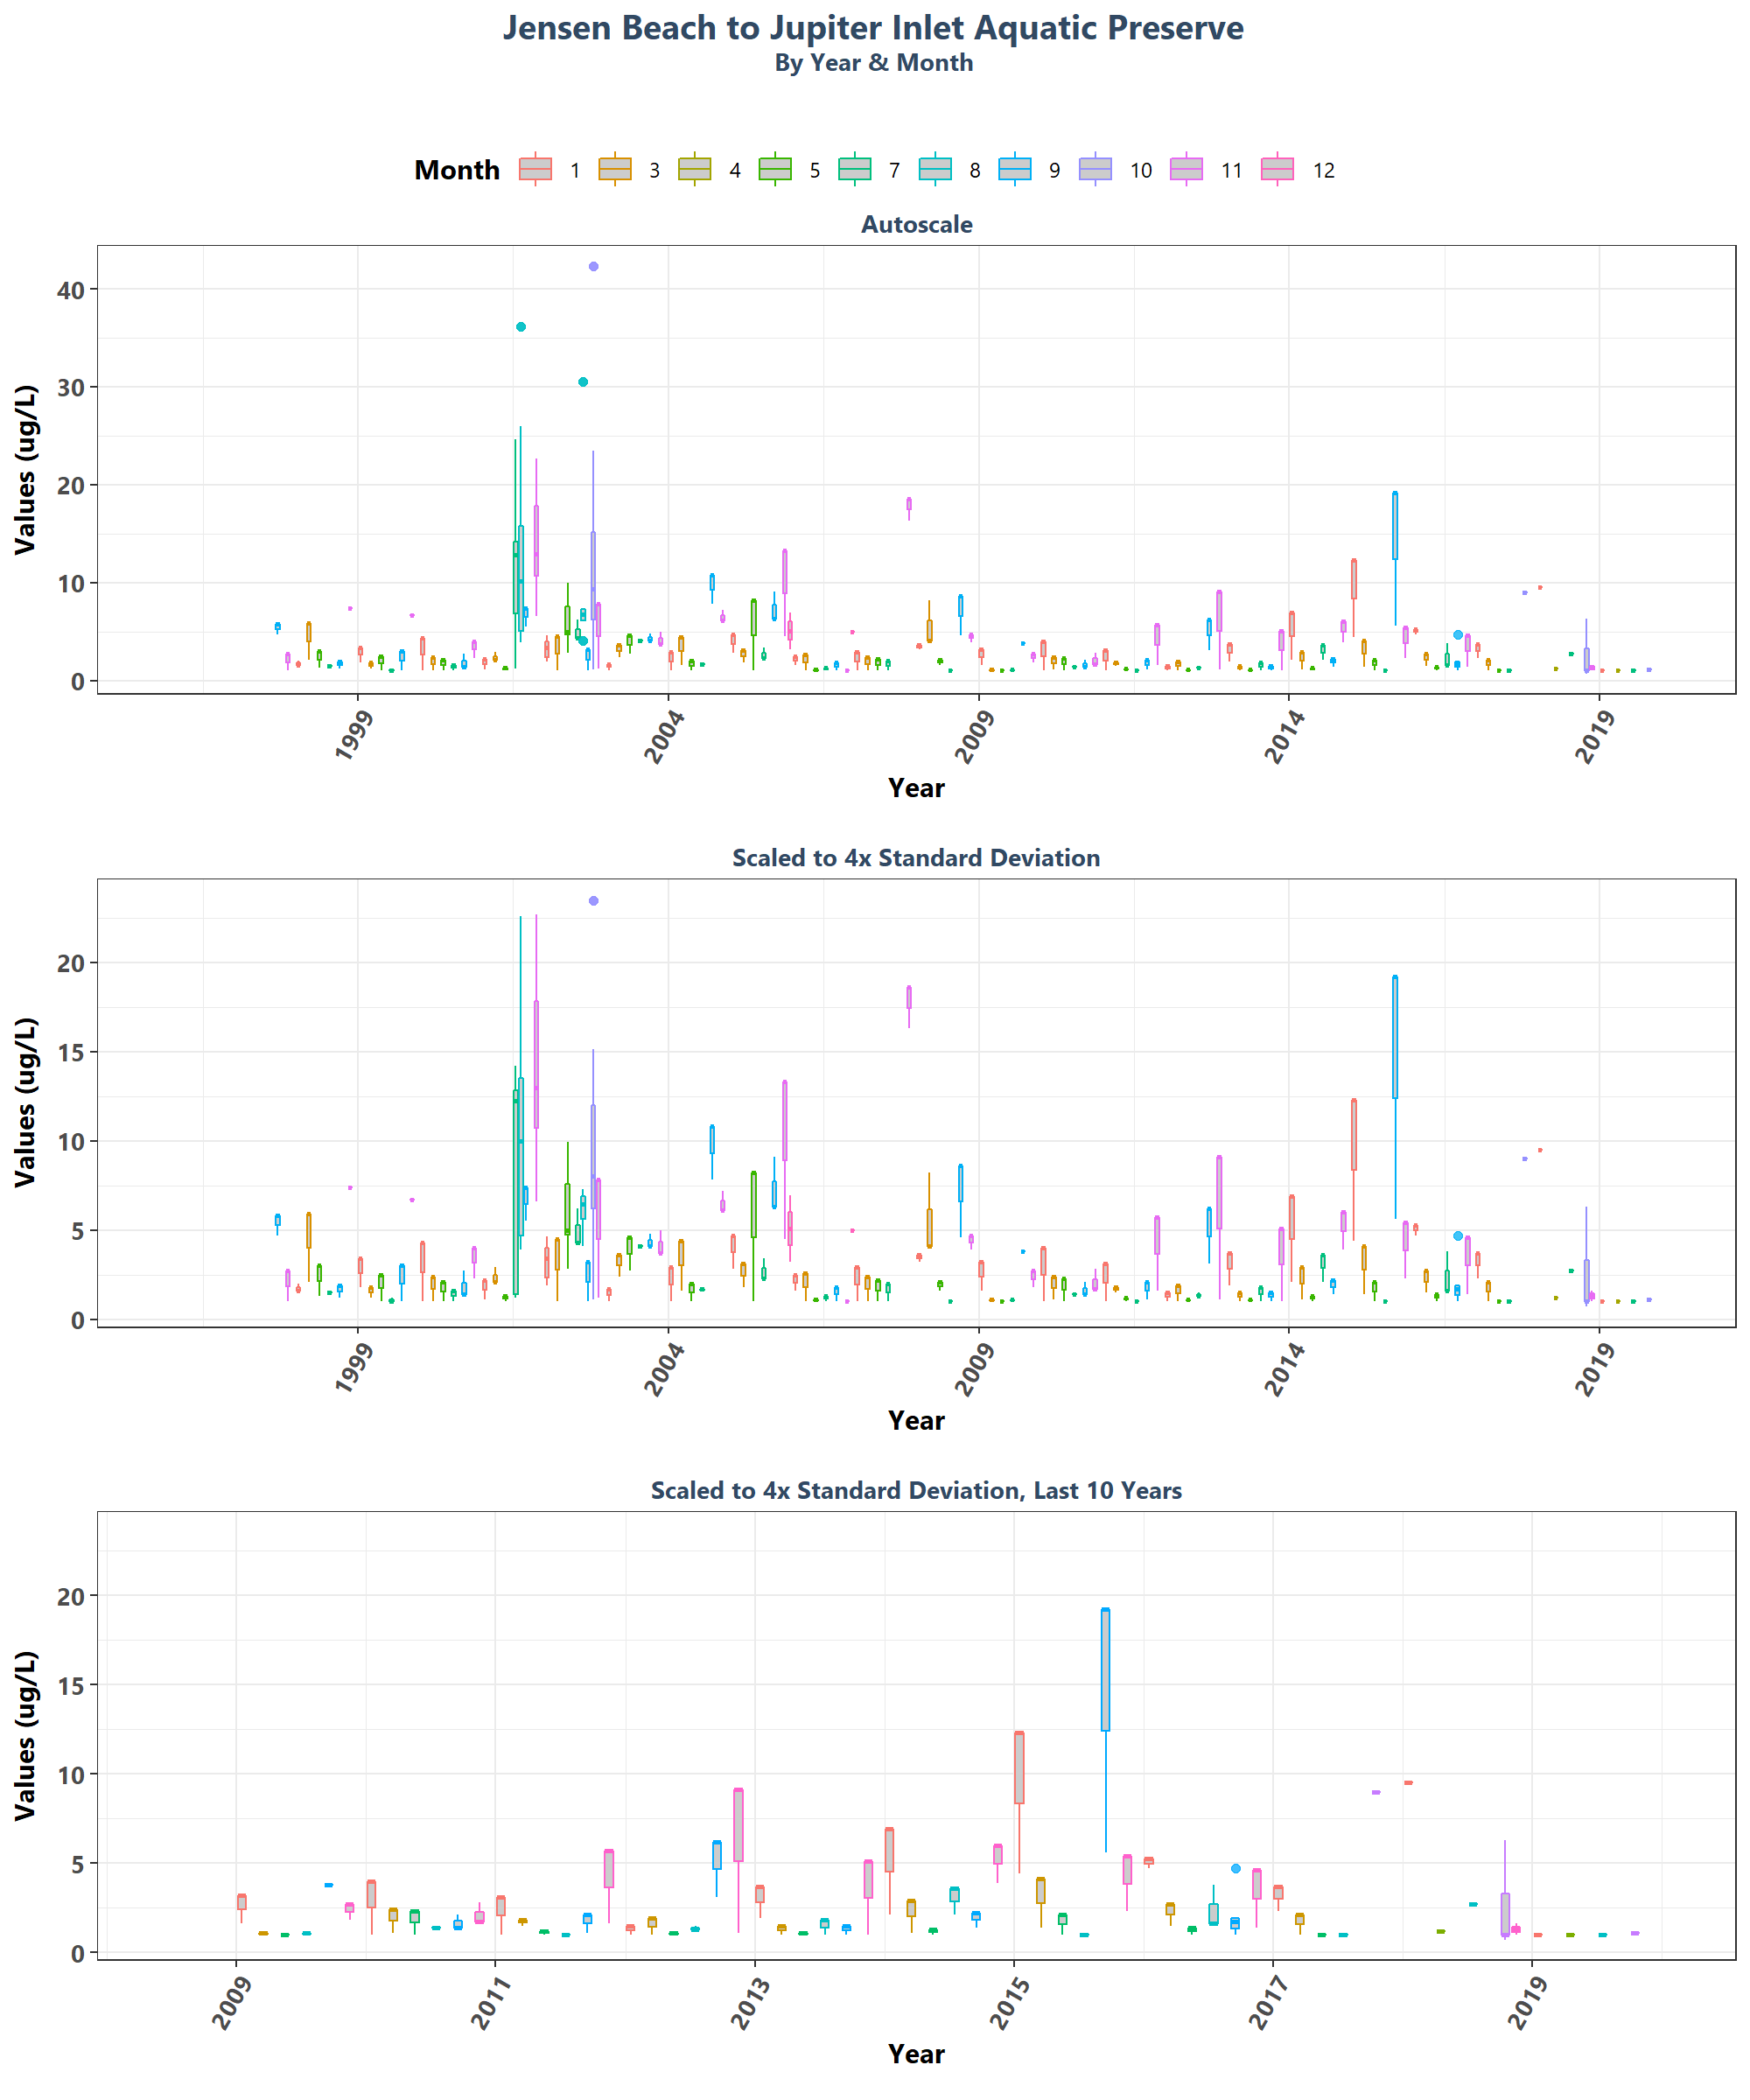 Jensen Beach to Jupiter Inlet Aquatic Preserve
By Year & Month
Month 1 3 4 5 7 8 9 10 11 12
Autoscale
Values (ug/L)
40
30
20
10
0
1999 2004 2009 2014 2019
Year
Scaled to 4x Standard Deviation
Values (ug/L)
20
15
10
5
0
1999 2004 2009 2014 2019
Year
Scaled to 4x Standard Deviation, Last 10 Years
Values (ug/L)
20
15
10
5
0
2009 2011 2013 2015 2017 2019
Year